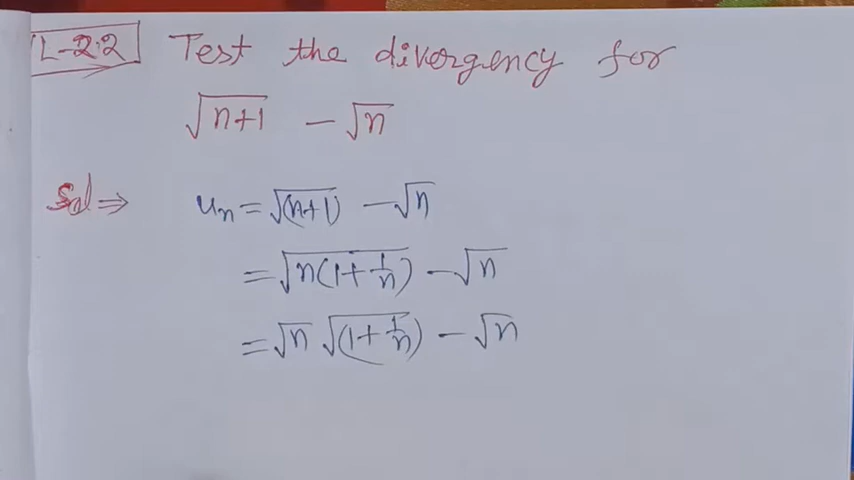 L-2.2 Test the divergency for
√n+1 - √n
Sol ⇒ uₙ = √(n+1) - √n
= √n(1+1/n) - √n
= √n √(1+1/n) - √n